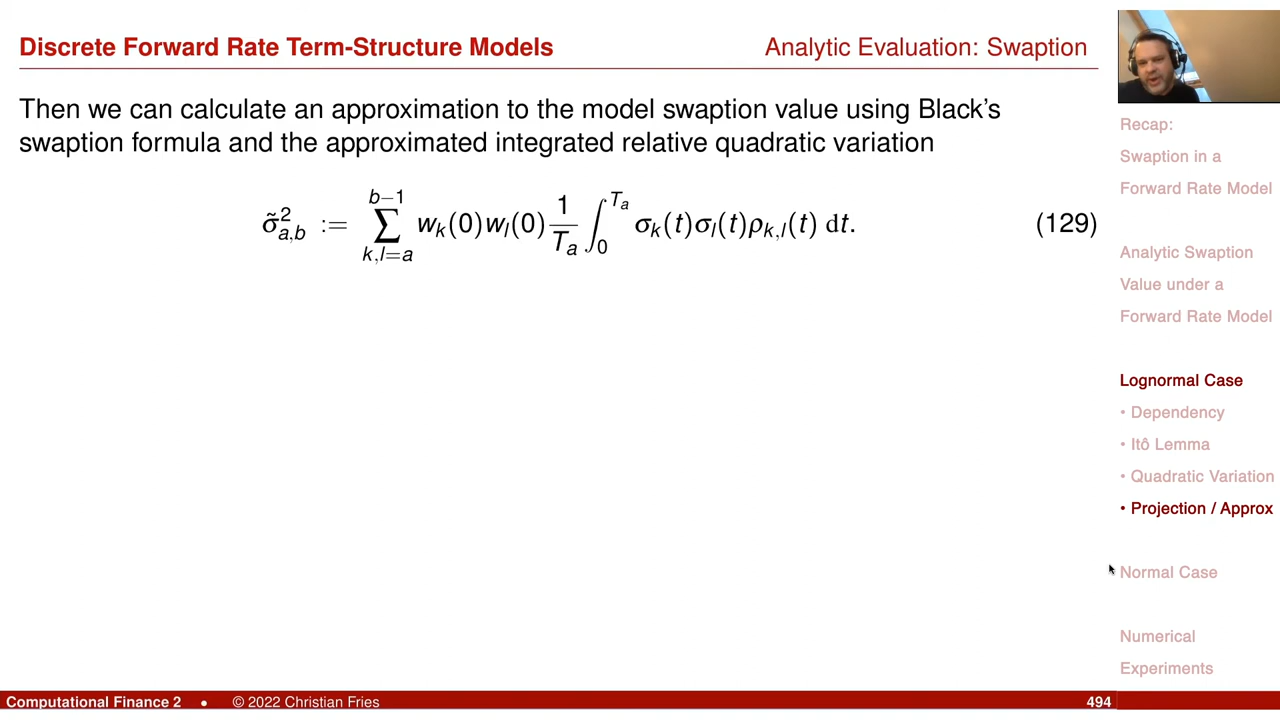 Discrete Forward Rate Term-Structure Models
Analytic Evaluation: Swaption
Then we can calculate an approximation to the model swaption value using Black's
swaption formula and the approximated integrated relative quadratic variation
σ̃²_{a,b} := ∑_{k,l=a}^{b−1} w_k(0)w_l(0) 1/T_a ∫_0^{T_a} σ_k(t)σ_l(t)ρ_{k,l}(t) dt. (129)
Recap:
Swaption in a
Forward Rate Model
Analytic Swaption
Value under a
Forward Rate Model
Lognormal Case
• Dependency
• Itô Lemma
• Quadratic Variation
• Projection / Approx
Normal Case
Numerical
Experiments
Computational Finance 2 • © 2022 Christian Fries 494